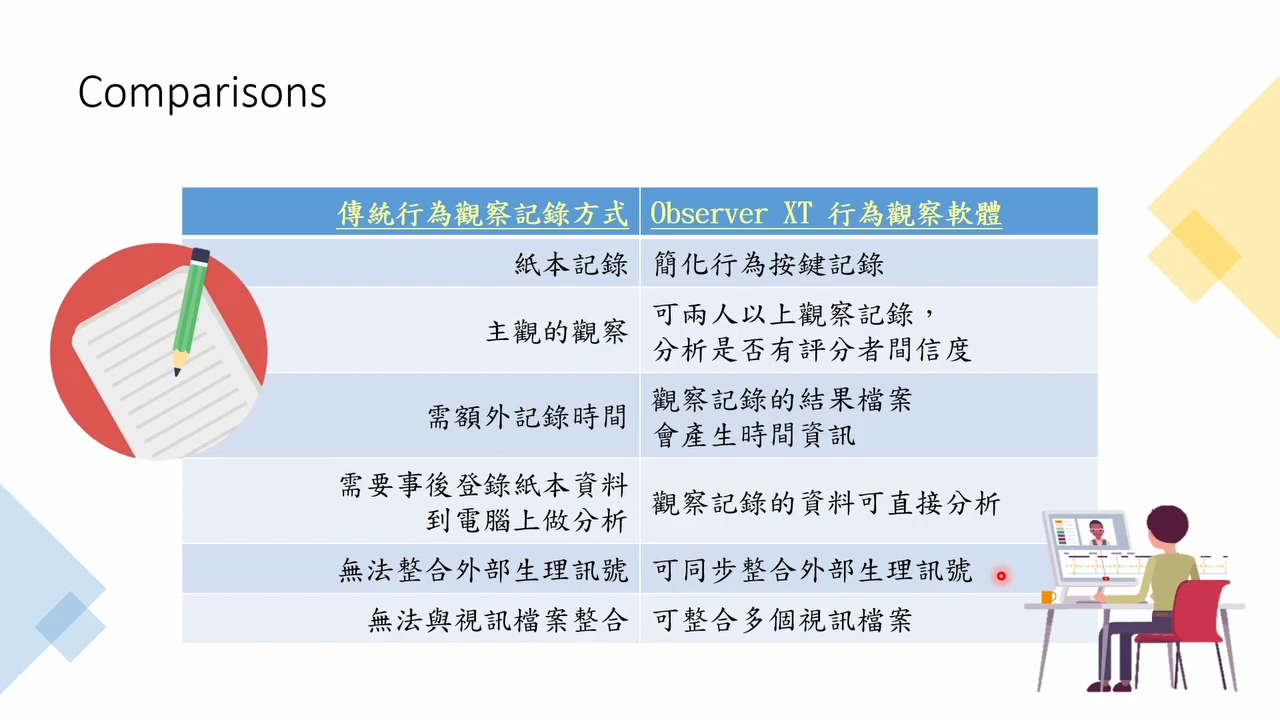 Comparisons
傳統行為觀察記錄方式
Observer XT 行為觀察軟體
紙本記錄
簡化行為按鍵記錄
主觀的觀察
可兩人以上觀察記錄，
分析是否有評分者間信度
需額外記錄時間
觀察記錄的結果檔案
會產生時間資訊
需要事後登錄紙本資料
到電腦上做分析
觀察記錄的資料可直接分析
無法整合外部生理訊號
可同步整合外部生理訊號
無法與視訊檔案整合
可整合多個視訊檔案